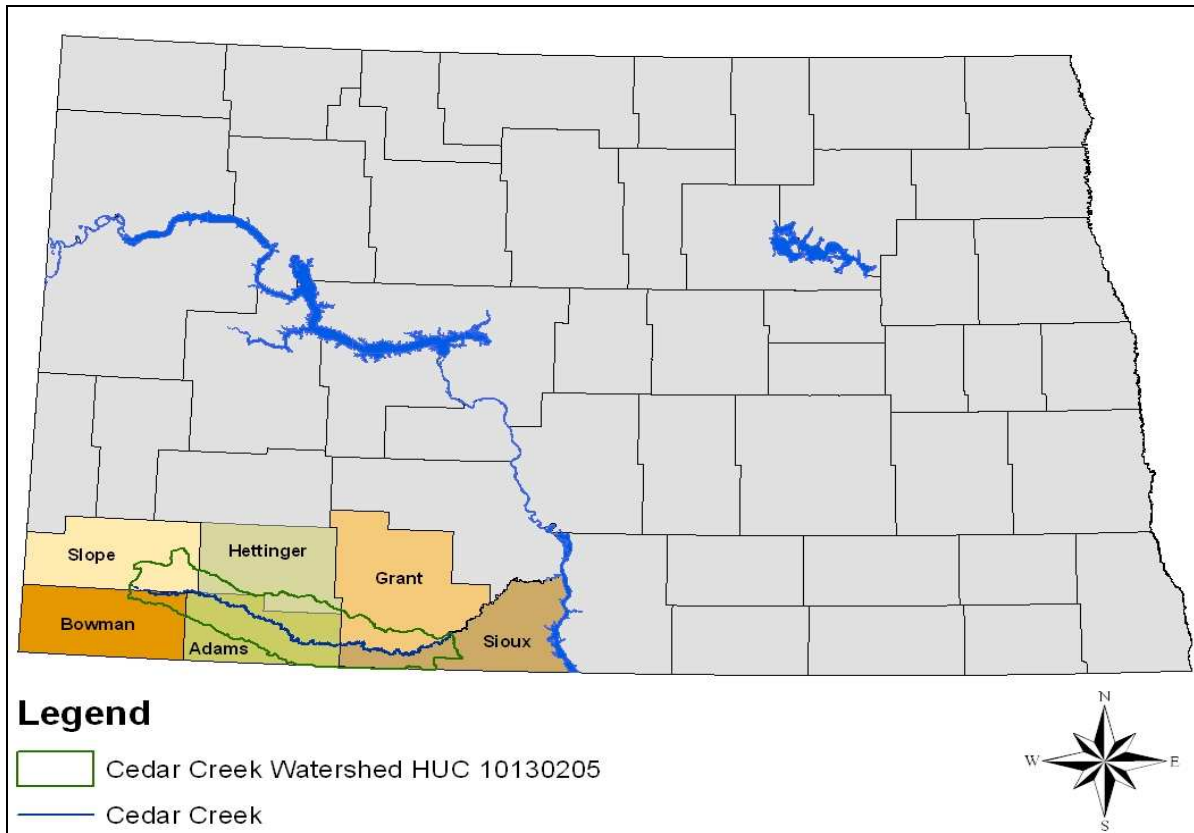 Slope
Hettinger
Grant
Bowman
Adams
Sioux
Legend
Cedar Creek Watershed HUC 10130205
Cedar Creek
N
W E
S